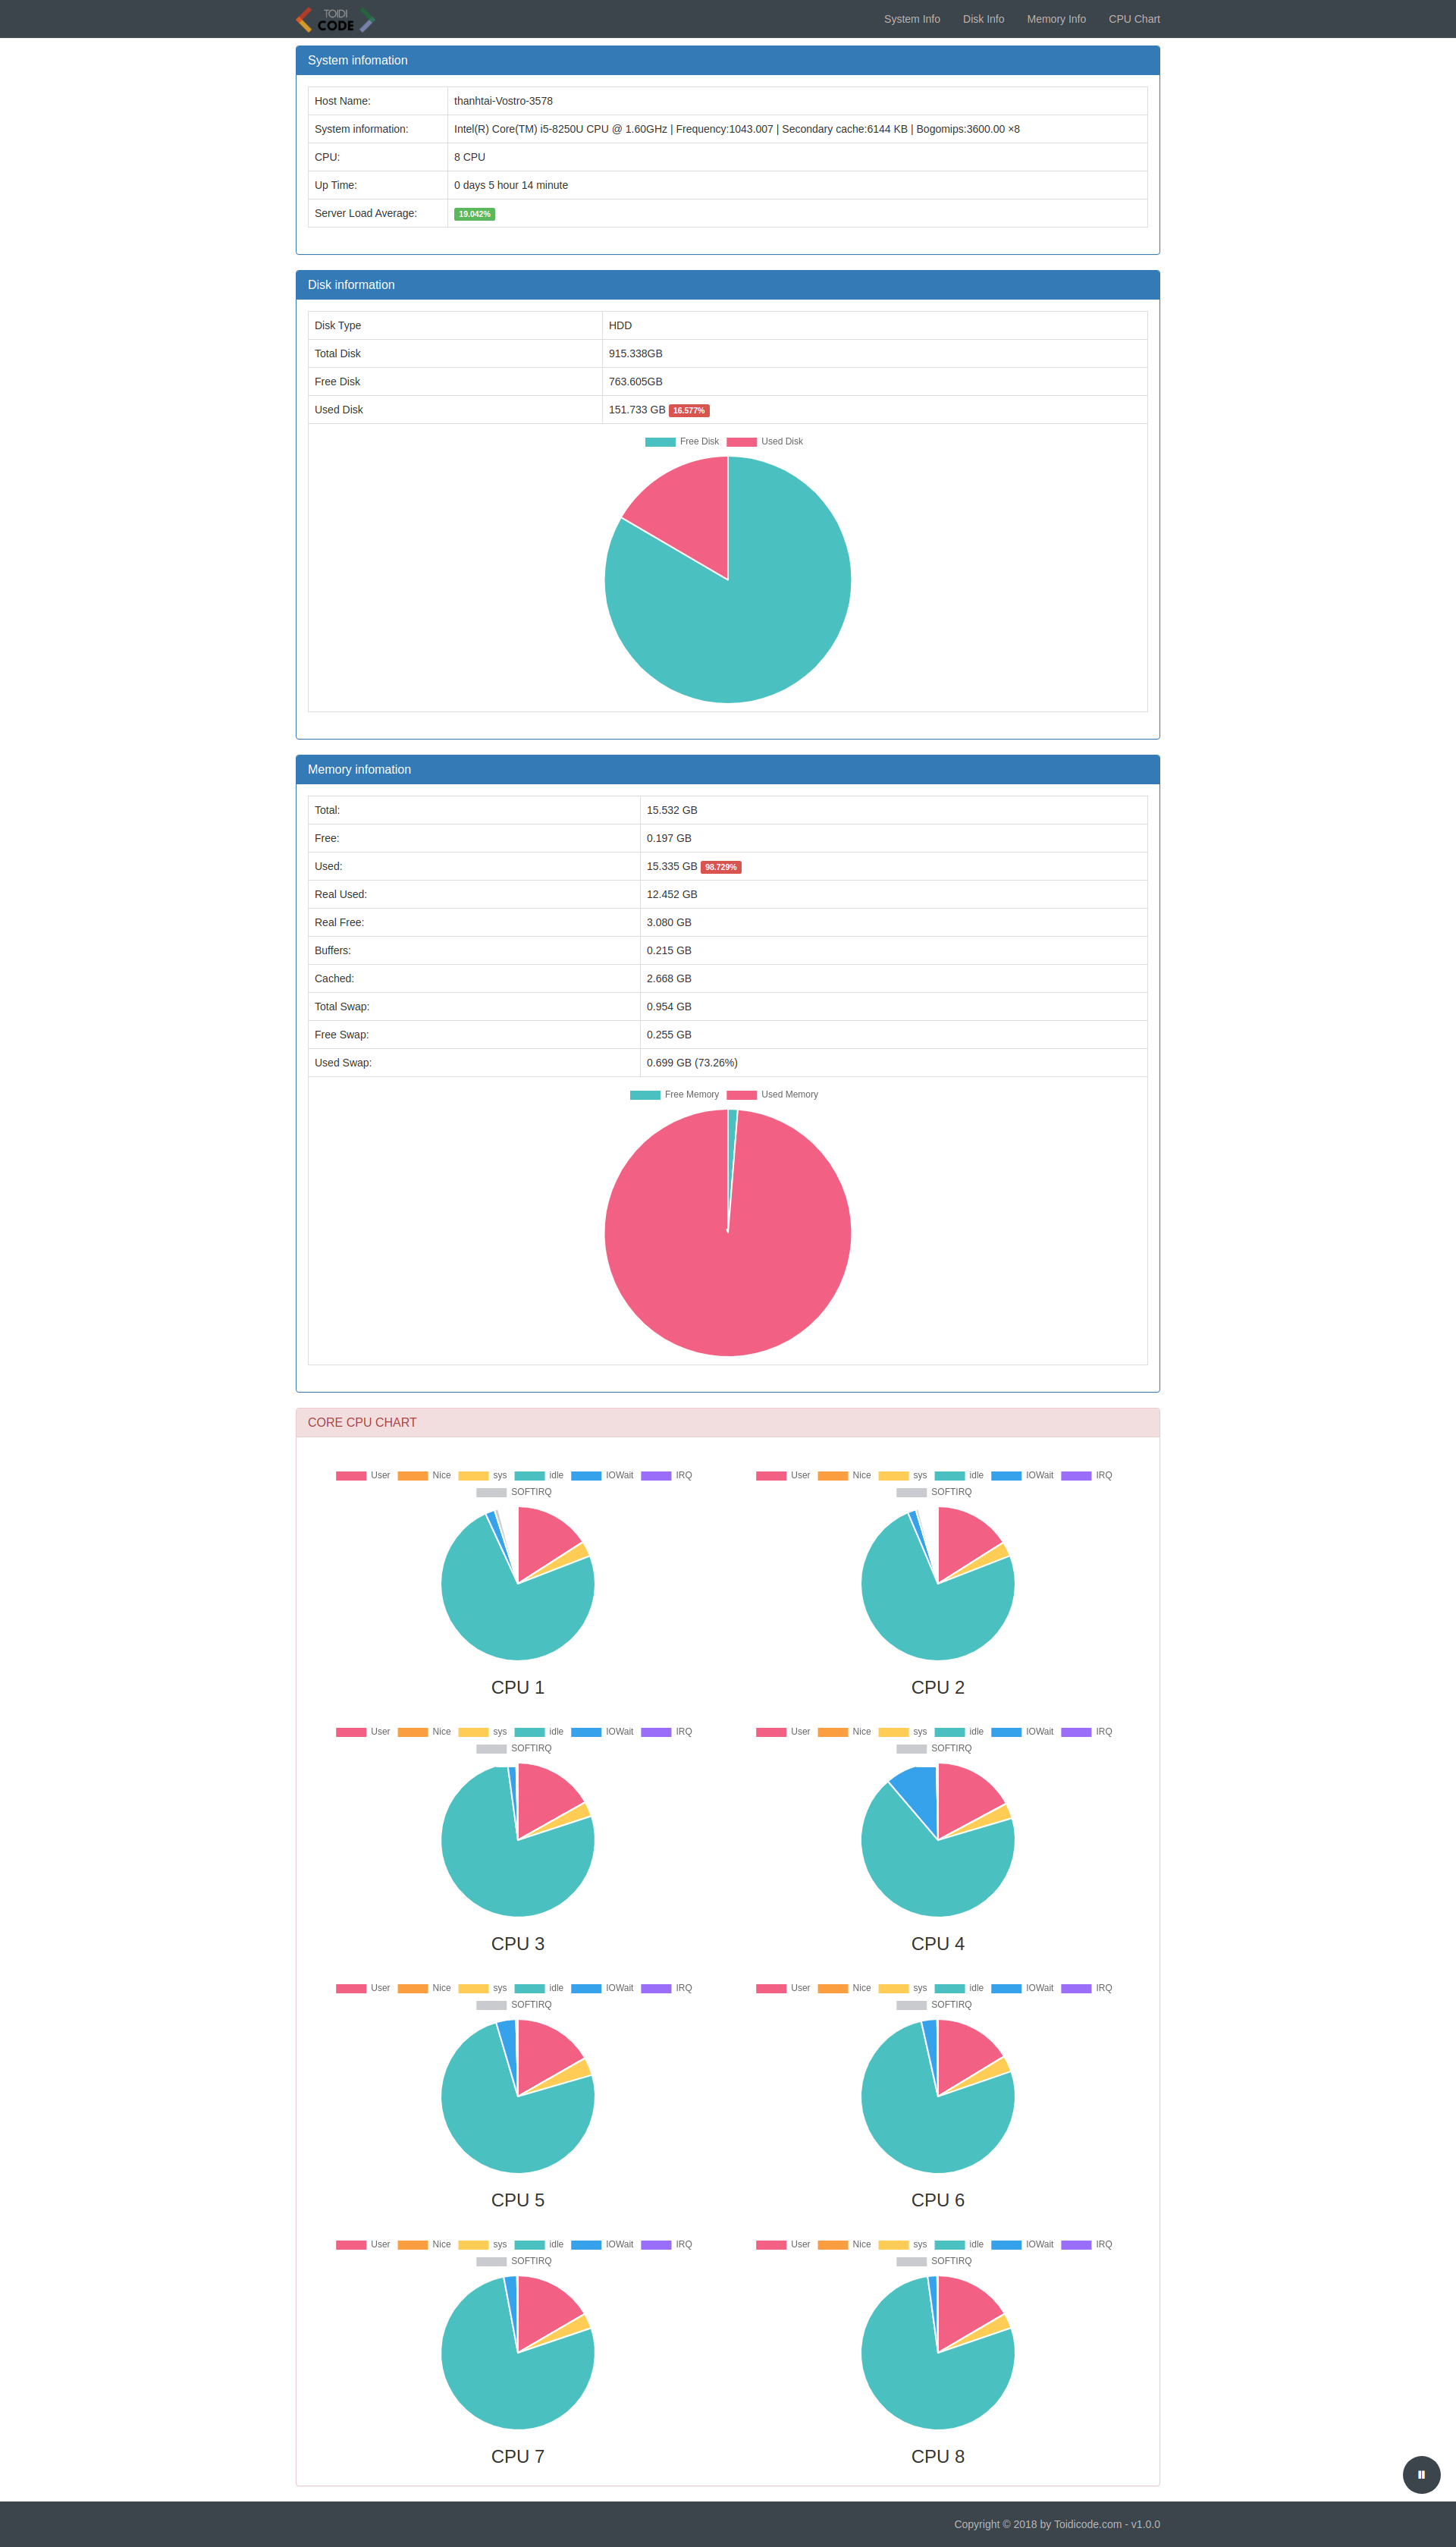 TOIDI
CODE
System Info Disk Info Memory Info CPU Chart
System infomation
Host Name: thanhtai-Vostro-3578
System information: Intel(R) Core(TM) i5-8250U CPU @ 1.60GHz | Frequency:1043.007 | Secondary cache:6144 KB | Bogomips:3600.00 ×8
CPU: 8 CPU
Up Time: 0 days 5 hour 14 minute
Server Load Average: 19.042%
Disk information
Disk Type HDD
Total Disk 915.338GB
Free Disk 763.605GB
Used Disk 151.733 GB 16.577%
Free Disk Used Disk
Memory infomation
Total: 15.532 GB
Free: 0.197 GB
Used: 15.335 GB 98.729%
Real Used: 12.452 GB
Real Free: 3.080 GB
Buffers: 0.215 GB
Cached: 2.668 GB
Total Swap: 0.954 GB
Free Swap: 0.255 GB
Used Swap: 0.699 GB (73.26%)
Free Memory Used Memory
CORE CPU CHART
User Nice sys idle IOWait IRQ
SOFTIRQ
CPU 1
User Nice sys idle IOWait IRQ
SOFTIRQ
CPU 2
User Nice sys idle IOWait IRQ
SOFTIRQ
CPU 3
User Nice sys idle IOWait IRQ
SOFTIRQ
CPU 4
User Nice sys idle IOWait IRQ
SOFTIRQ
CPU 5
User Nice sys idle IOWait IRQ
SOFTIRQ
CPU 6
User Nice sys idle IOWait IRQ
SOFTIRQ
CPU 7
User Nice sys idle IOWait IRQ
SOFTIRQ
CPU 8
Copyright © 2018 by Toidicode.com - v1.0.0